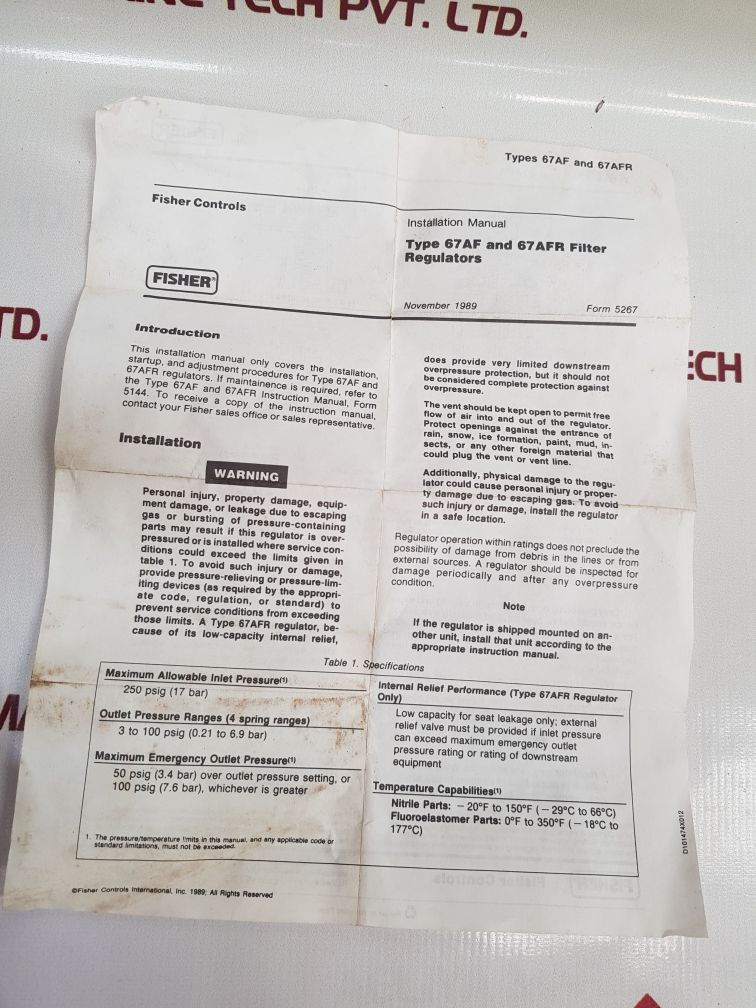 TECH PVT. LTD.
TD.
ECH
Types 67AF and 67AFR
Fisher Controls
Installation Manual
Type 67AF and 67AFR Filter
Regulators
FISHER®
November 1989
Form 5267
Introduction
This installation manual only covers the installation,
startup, and adjustment procedures for Type 67AF and
67AFR regulators. If maintainence is required, refer to
the Type 67AF and 67AFR Instruction Manual, Form
5144. To receive a copy of the instruction manual,
contact your Fisher sales office or sales representative.
Installation
WARNING
Personal injury, property damage, equip-
ment damage, or leakage due to escaping
gas or bursting of pressure-containing
parts may result if this regulator is over-
pressured or is installed where service con-
ditions could exceed the limits given in
table 1. To avoid such injury or damage,
provide pressure-relieving or pressure-lim-
iting devices (as required by the appropri-
ate code, regulation, or standard) to
prevent service conditions from exceeding
those limits. A Type 67AFR regulator, be-
cause of its low-capacity internal relief,
does provide very limited downstream
overpressure protection, but it should not
be considered complete protection against
overpressure.
The vent should be kept open to permit free
flow of air into and out of the regulator.
Protect openings against the entrance of
rain, snow, ice formation, paint, mud, in-
sects, or any other foreign material that
could plug the vent or vent line.
Additionally, physical damage to the regu-
lator could cause personal injury or proper-
ty damage due to escaping gas. To avoid
such injury or damage, install the regulator
in a safe location.
Regulator operation within ratings does not preclude the
possibility of damage from debris in the lines or from
external sources. A regulator should be inspected for
damage periodically and after any overpressure
condition.
Note
If the regulator is shipped mounted on an-
other unit, install that unit according to the
appropriate instruction manual.
Table 1. Specifications
Maximum Allowable Inlet Pressure(1)
250 psig (17 bar)
Outlet Pressure Ranges (4 spring ranges)
3 to 100 psig (0.21 to 6.9 bar)
Maximum Emergency Outlet Pressure(1)
50 psig (3.4 bar) over outlet pressure setting, or
100 psig (7.6 bar), whichever is greater
Internal Relief Performance (Type 67AFR Regulator
Only)
Low capacity for seat leakage only; external
relief valve must be provided if inlet pressure
can exceed maximum emergency outlet
pressure rating or rating of downstream
equipment
Temperature Capabilities(1)
Nitrile Parts: – 20°F to 150°F (– 29°C to 66°C)
Fluoroelastomer Parts: 0°F to 350°F (– 18°C to
177°C)
1. The pressure/temperature limits in this manual, and any applicable code or
standard limitations, must not be exceeded.
D101474X012
©Fisher Controls International, Inc. 1989; All Rights Reserved